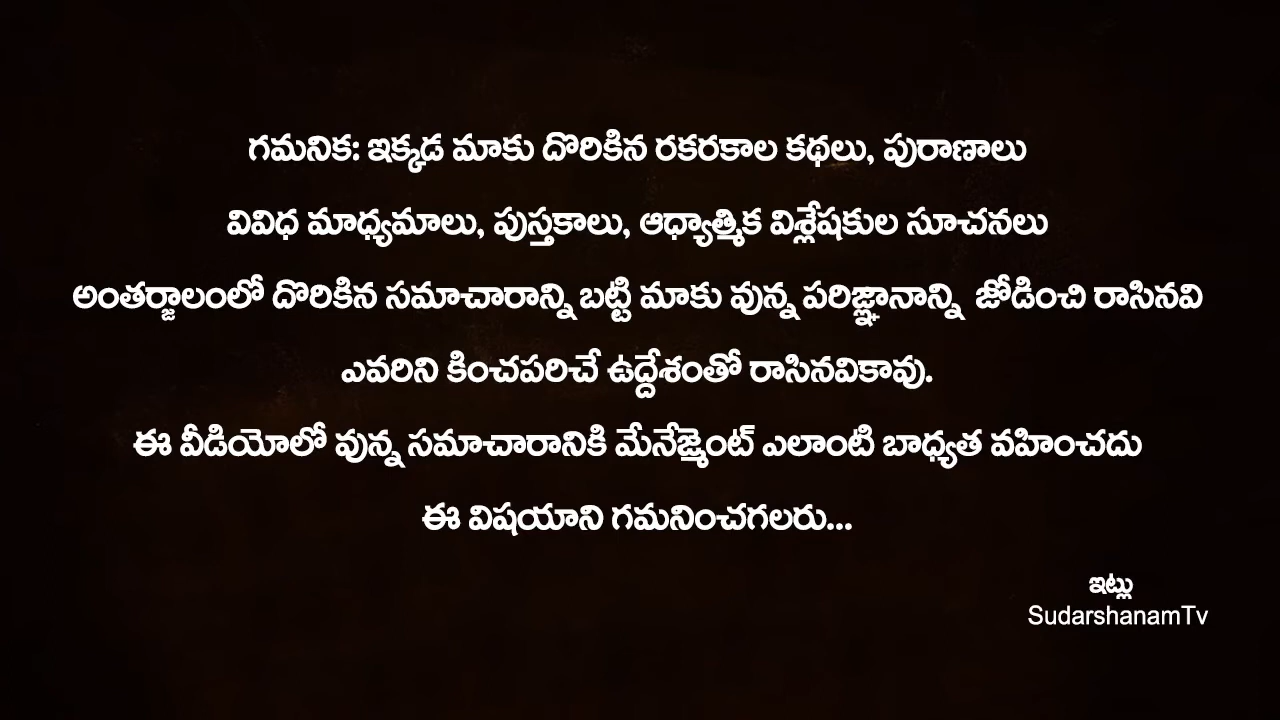 గమనిక: ఇక్కడ మాకు దొరికిన రకరకాల కథలు, పురాణాలు
వివిధ మాధ్యమాలు, పుస్తకాలు, ఆధ్యాత్మిక విశ్లేషకుల సూచనలు
అంతర్జాలంలో దొరికిన సమాచారాన్ని బట్టి మాకు వున్న పరిజ్ఞానాన్ని జోడించి రాసినవి
ఎవరిని కించపరిచే ఉద్దేశంతో రాసినవికావు.
ఈ వీడియోలో వున్న సమాచారానికి మేనేజ్మెంట్ ఎలాంటి బాధ్యత వహించదు
ఈ విషయాని గమనించగలరు...
ఇట్లు
SudarshanamTv